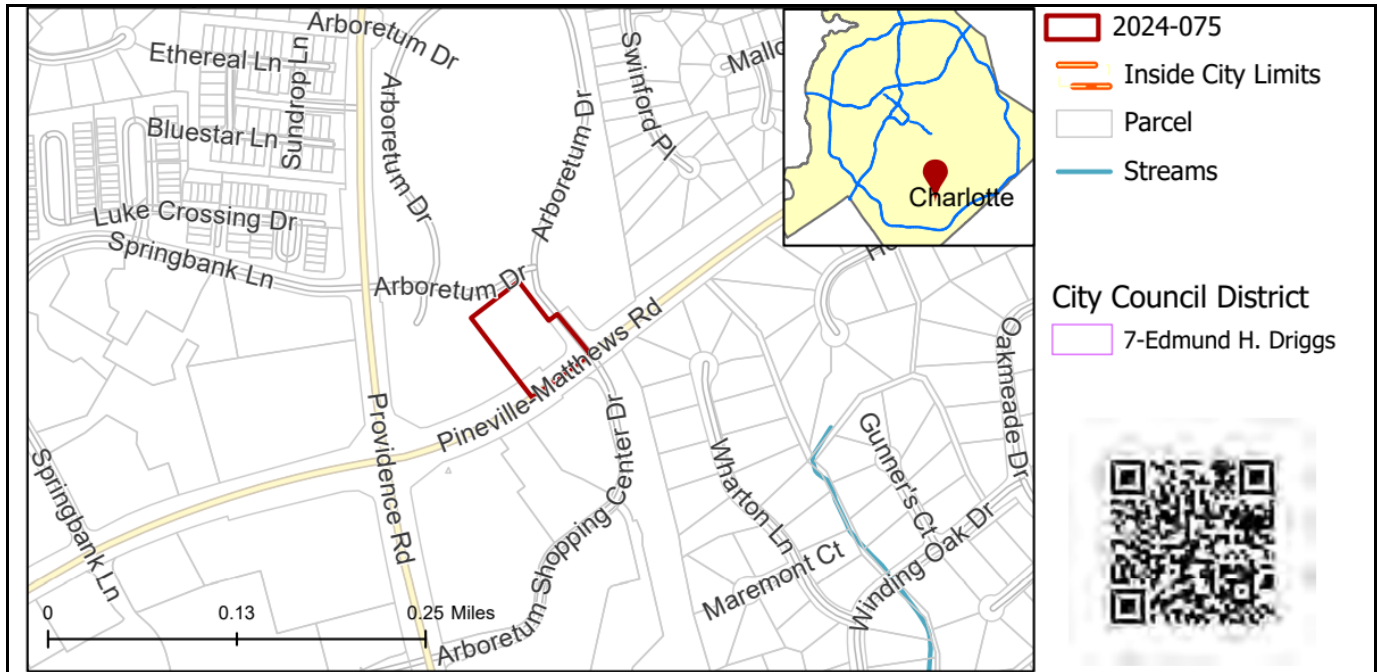 Arboretum Dr
Ethereal Ln
Sundrop Ln
Bluestar Ln
Arboretum Dr
Arboretum Dr
Swinford Pl
Luke Crossing Dr
Springbank Ln
Arboretum Dr
Pineville-Matthews Rd
Providence Rd
Arboretum Shopping Center Dr
Springbank Ln
Wharton Ln
Maremont Ct
Gunner's Ct
Winding Oak Dr
Oakmeade Dr
Charlotte
0
0.13
0.25 Miles
2024-075
Inside City Limits
Parcel
Streams
City Council District
7-Edmund H. Driggs